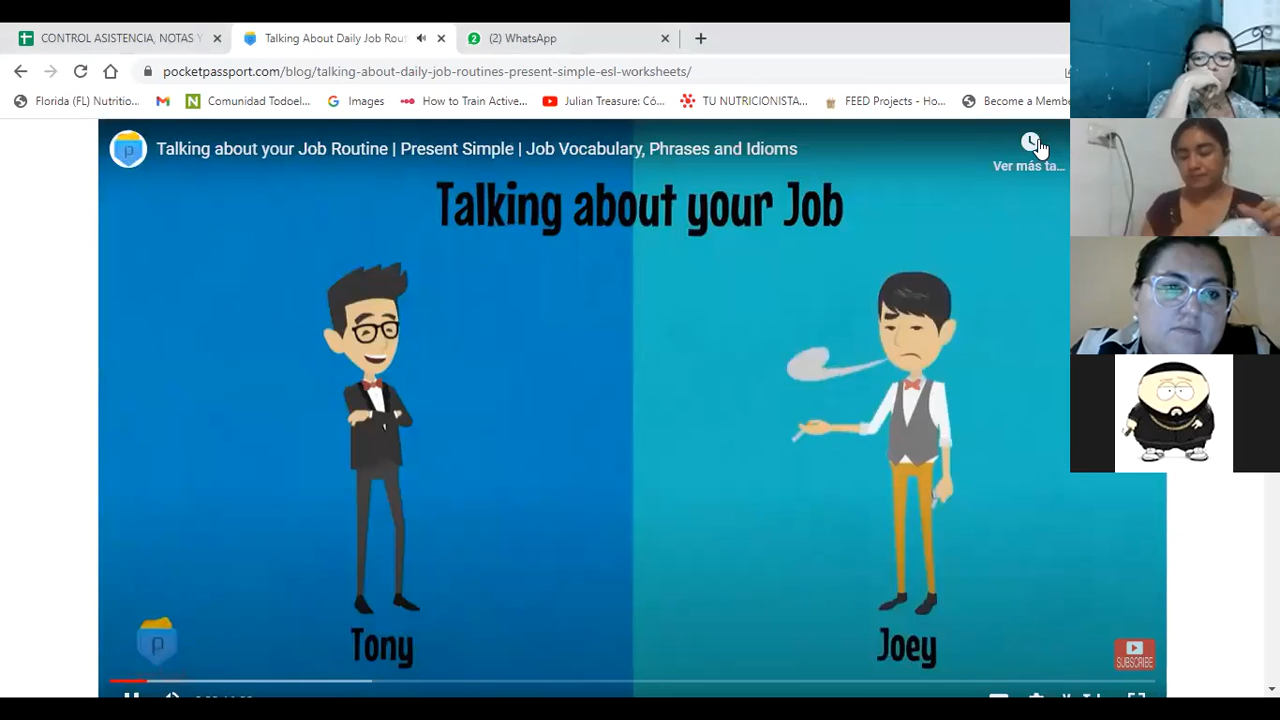 CONTROL ASISTENCIA, NOTAS Y
Talking About Daily Job Rout
(2) WhatsApp
pocketpassport.com/blog/talking-about-daily-job-routines-present-simple-esl-worksheets/
Florida (FL) Nutritio...
Comunidad Todoel...
Images
How to Train Active...
Julian Treasure: Có...
TU NUTRICIONISTA...
FEED Projects - Ho...
Become a Membe
Talking about your Job Routine | Present Simple | Job Vocabulary, Phrases and Idioms
Ver más ta...
Talking about your Job
Tony
Joey
SUBSCRIBE